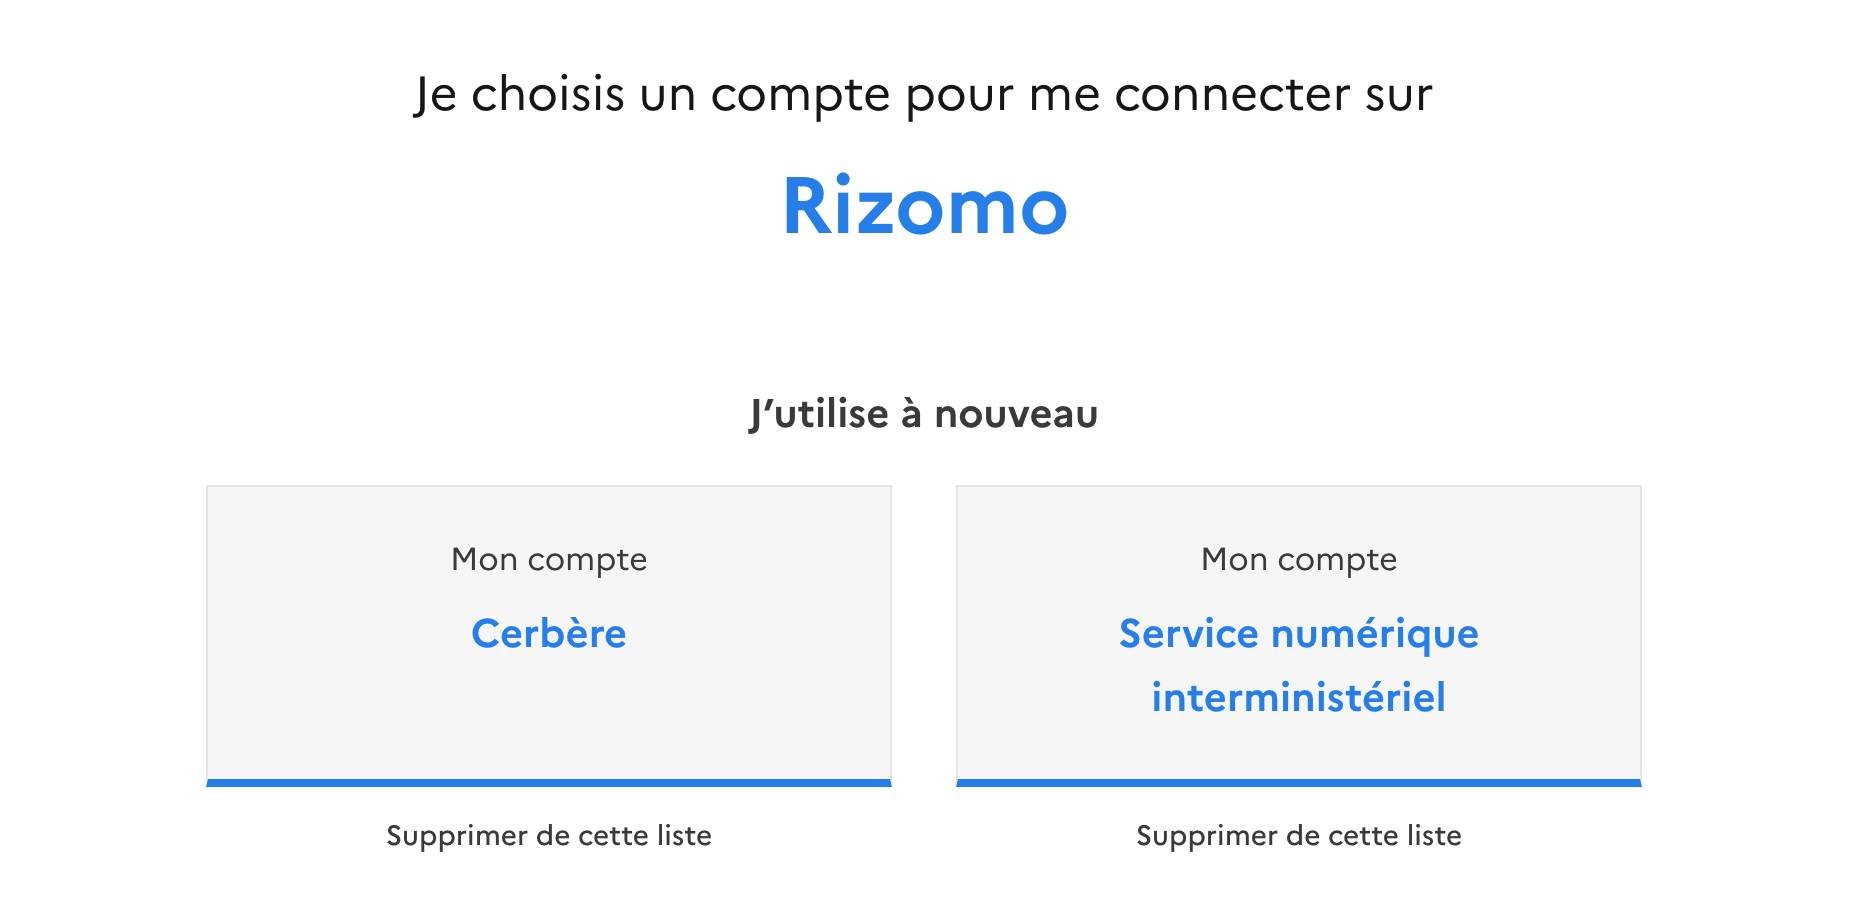 Je choisis un compte pour me connecter sur
Rizomo
J’utilise à nouveau
Mon compte
Cerbère
Supprimer de cette liste
Mon compte
Service numérique
interministériel
Supprimer de cette liste